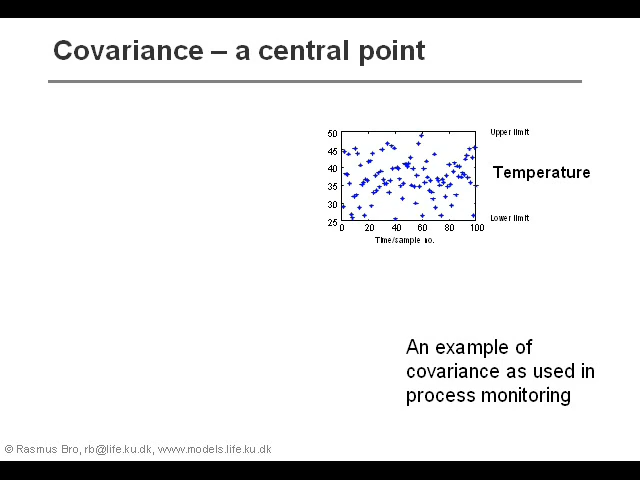 Covariance – a central point
Upper limit
50
45
40
35
30
25
Temperature
Lower limit
0 20 40 60 80 100
Time/sample no.
An example of
covariance as used in
process monitoring
© Rasmus Bro, rb@life.ku.dk, www.models.life.ku.dk